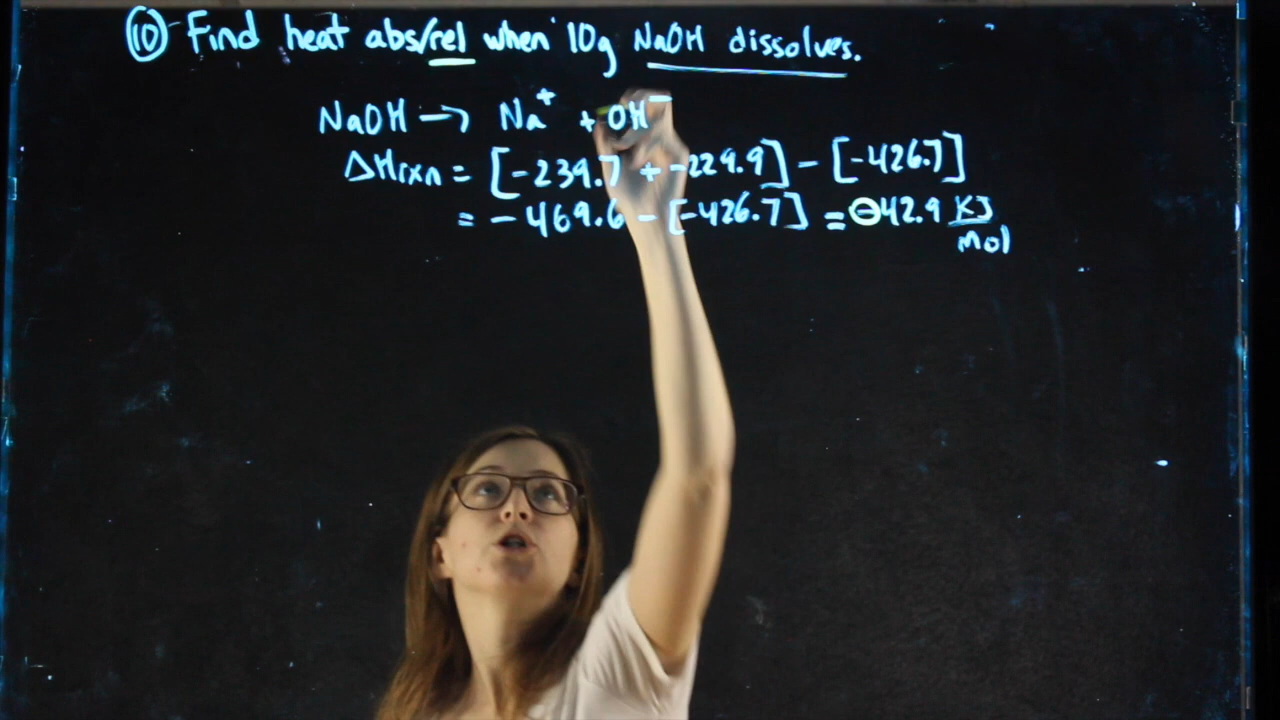 ⑩ Find heat abs/rel when 10g NaOH dissolves.
NaOH → Na⁺ + OH⁻
ΔHrxn = [-239.7 + -229.9] - [-426.7]
= -469.6 - [-426.7] = -42.9 KJ/mol